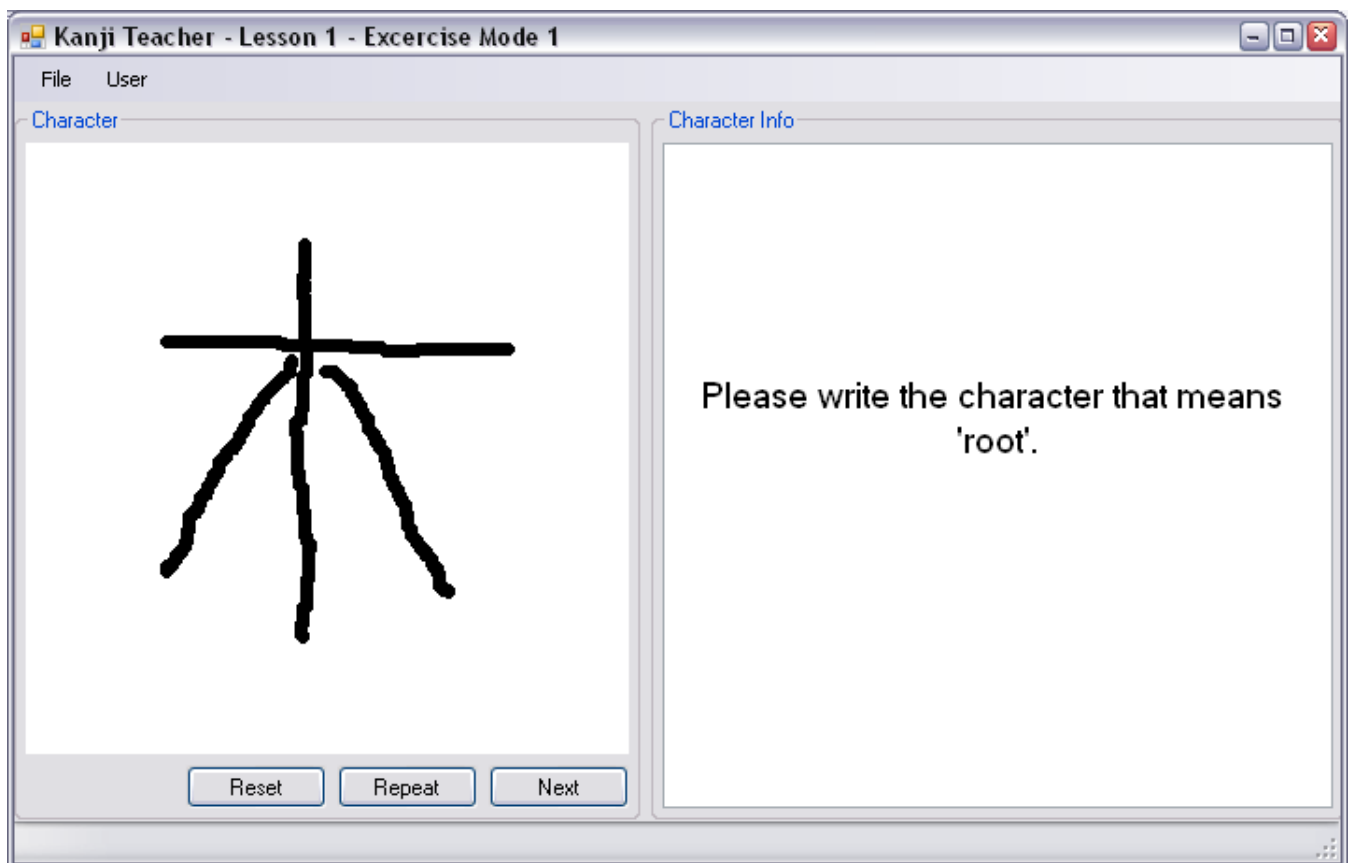 Kanji Teacher - Lesson 1 - Excercise Mode 1
File User
Character
木
Reset Repeat Next
Character Info
Please write the character that means
'root'.